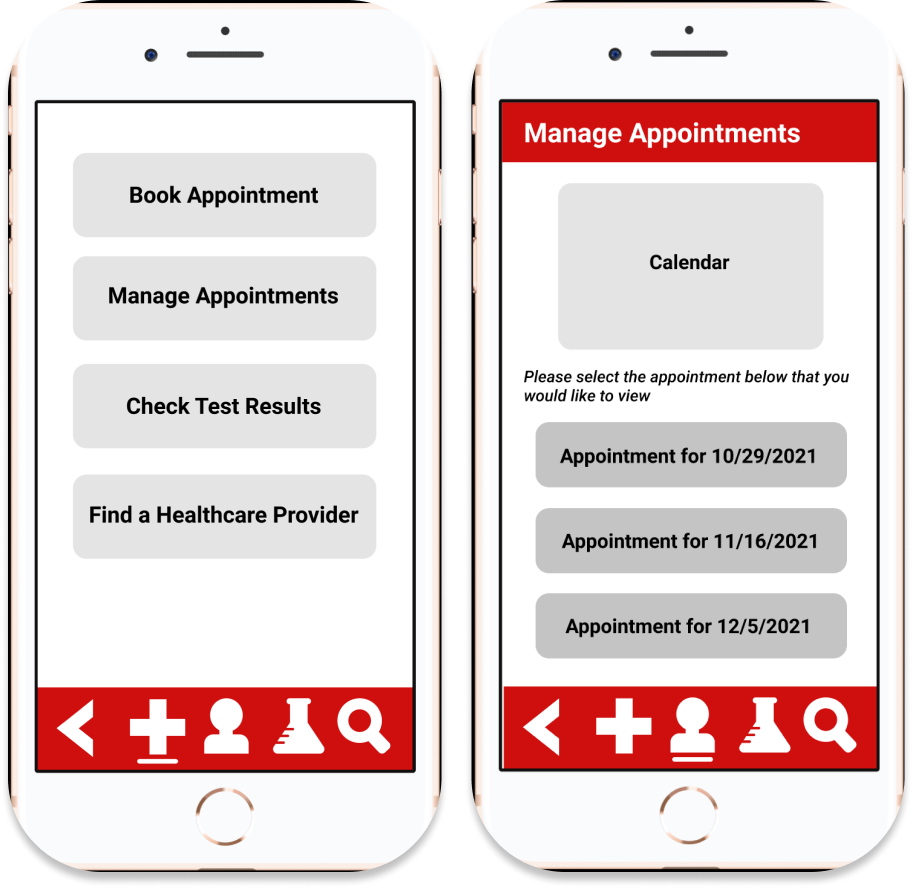 Book Appointment
Manage Appointments
Check Test Results
Find a Healthcare Provider
Manage Appointments
Calendar
Please select the appointment below that you
would like to view
Appointment for 10/29/2021
Appointment for 11/16/2021
Appointment for 12/5/2021